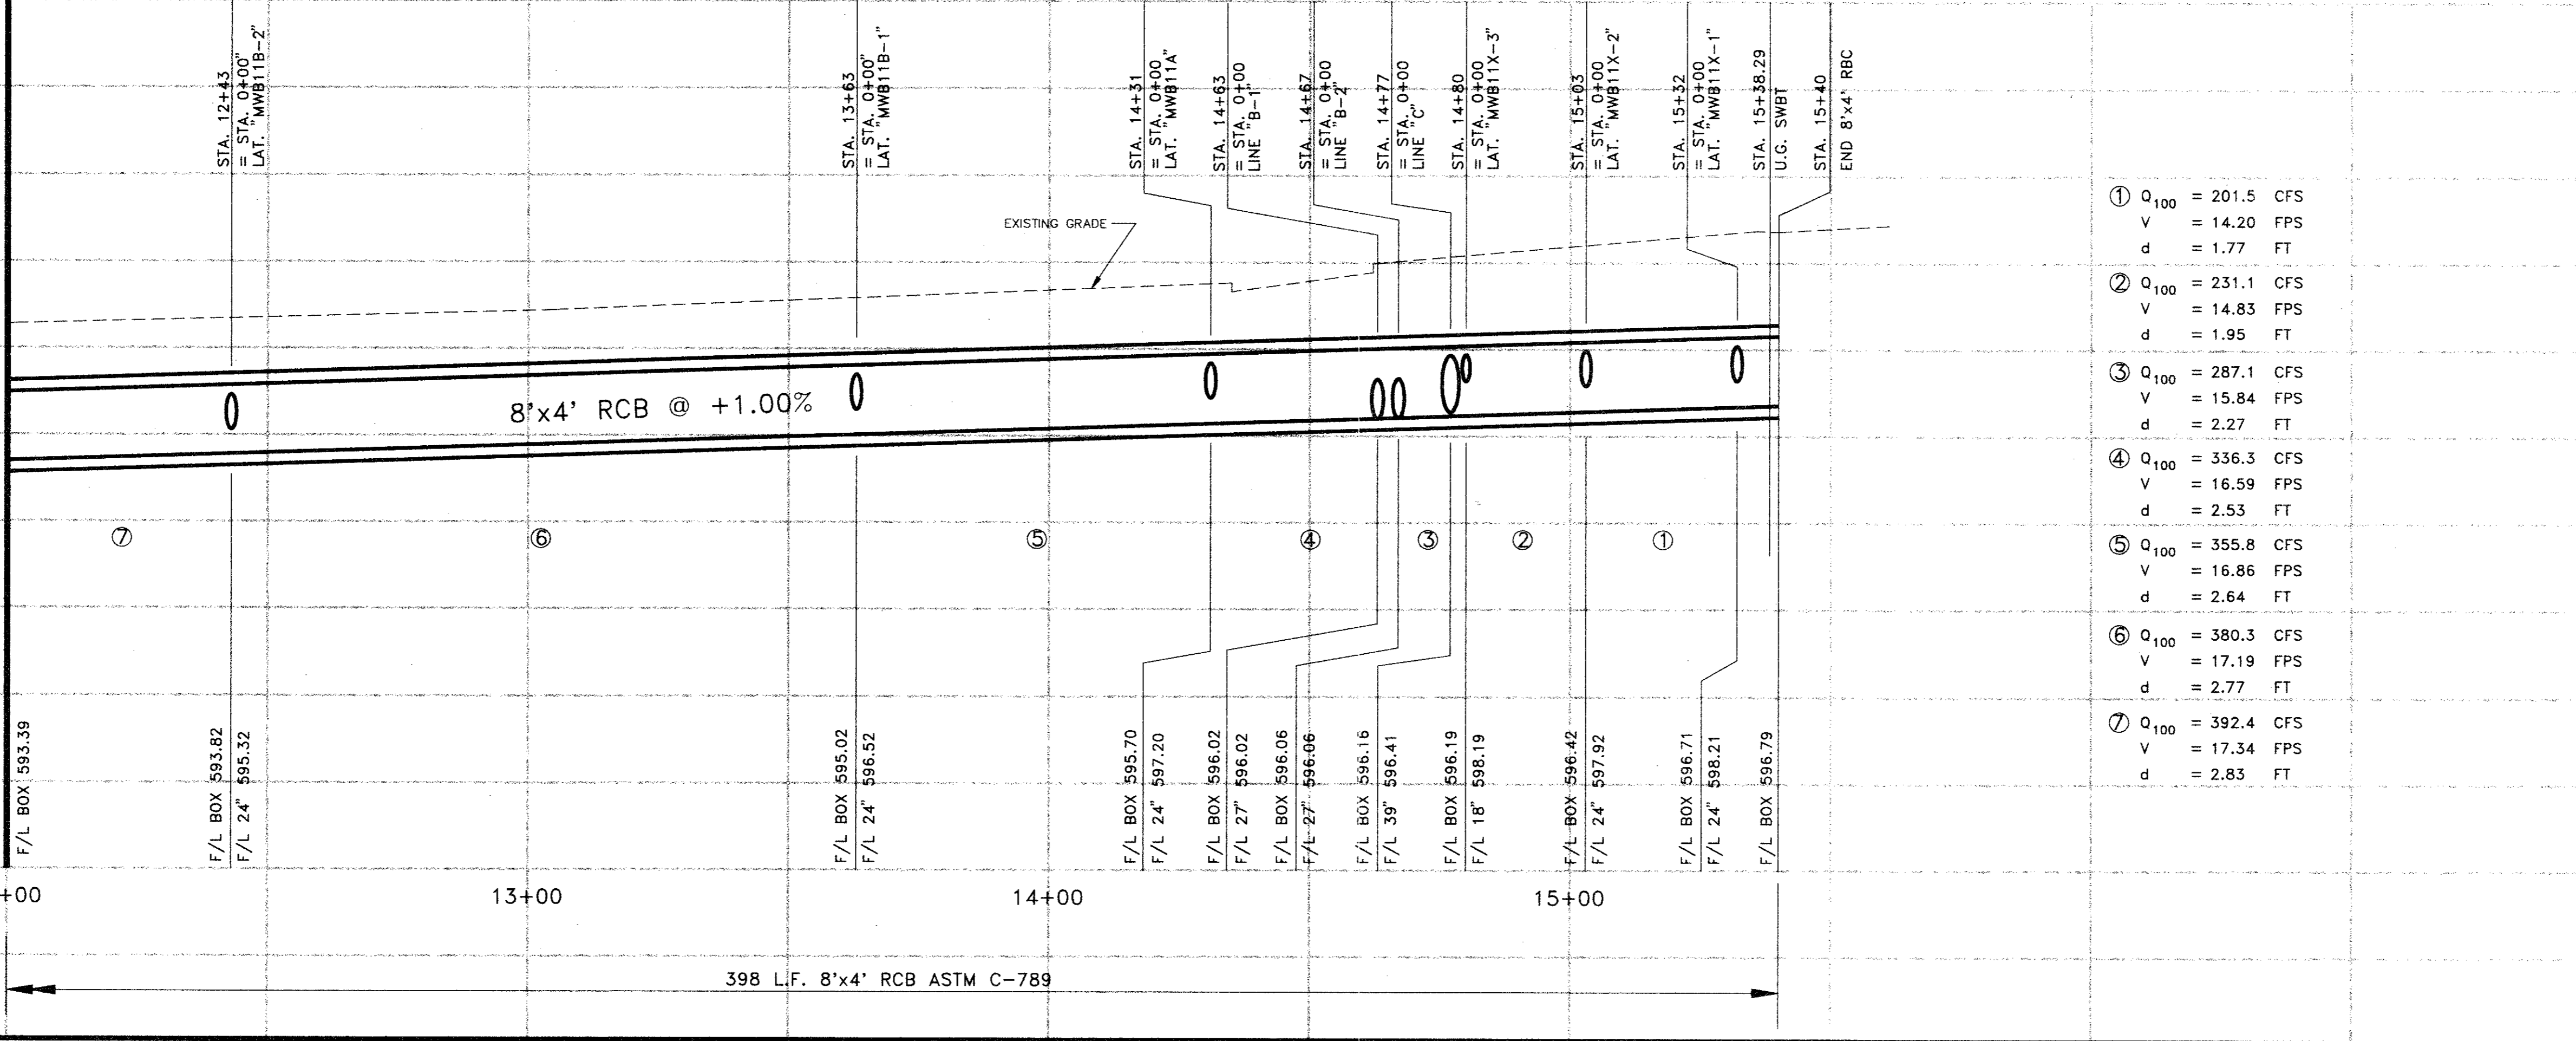 STA. 12+43
= STA. 0+00
LAT. "MWB11B-2"
STA. 13+63
= STA. 0+00
LAT. "MWB11B-1"
STA. 14+31
= STA. 0+00
LAT. "MWB11A"
STA. 14+63
= STA. 0+00
LINE "B-1"
STA. 14+67
= STA. 0+00
LINE "B-2"
STA. 14+77
= STA. 0+00
LINE "C"
STA. 14+80
= STA. 0+00
LAT. "MWB11X-3"
STA. 15+03
= STA. 0+00
LAT. "MWB11X-2"
STA. 15+32
= STA. 0+00
LAT. "MWB11X-1"
STA. 15+38.29
U.G. SWBT
STA. 15+40
END 8'x4' RBC
EXISTING GRADE
8'x4' RCB @ +1.00%
⑦ ⑥ ⑤ ④ ③ ② ①
F/L BOX 593.39
F/L BOX 593.82
F/L 24" 595.32
F/L BOX 595.02
F/L 24" 596.52
F/L BOX 595.70
F/L 24" 597.20
F/L BOX 596.02
F/L 27" 596.02
F/L BOX 596.06
F/L 27" 596.06
F/L BOX 596.16
F/L 39" 596.41
F/L BOX 596.19
F/L 18" 598.19
F/L BOX 596.42
F/L 24" 597.92
F/L BOX 596.71
F/L 24" 598.21
F/L BOX 596.79
+00 13+00 14+00 15+00
398 L.F. 8'x4' RCB ASTM C-789
① Q100 = 201.5 CFS
V = 14.20 FPS
d = 1.77 FT
② Q100 = 231.1 CFS
V = 14.83 FPS
d = 1.95 FT
③ Q100 = 287.1 CFS
V = 15.84 FPS
d = 2.27 FT
④ Q100 = 336.3 CFS
V = 16.59 FPS
d = 2.53 FT
⑤ Q100 = 355.8 CFS
V = 16.86 FPS
d = 2.64 FT
⑥ Q100 = 380.3 CFS
V = 17.19 FPS
d = 2.77 FT
⑦ Q100 = 392.4 CFS
V = 17.34 FPS
d = 2.83 FT